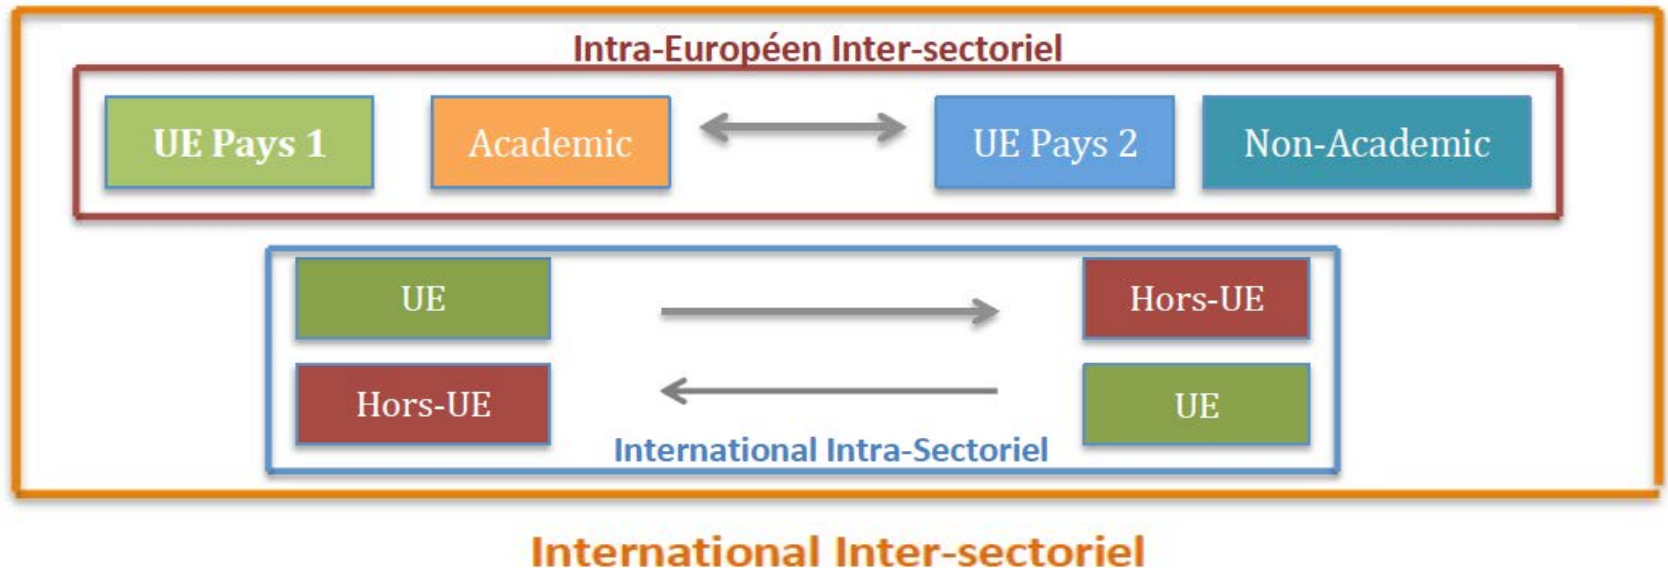 Intra-Européen Inter-sectoriel
UE Pays 1
Academic
UE Pays 2
Non-Academic
UE
Hors-UE
Hors-UE
UE
International Intra-Sectoriel
International Inter-sectoriel